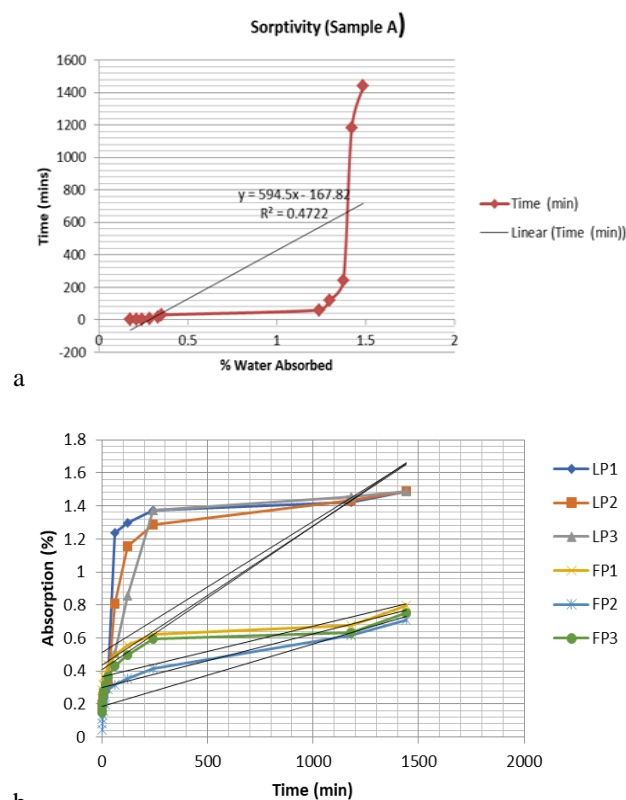 Sorptivity (Sample A)
1600
1400
1200
1000
800
600
400
200
0
-200
Time (mins)
y = 594.5x - 167.82
R² = 0.4722
Time (min)
Linear (Time (min))
0
0.5
1
1.5
2
% Water Absorbed
a
1.8
1.6
1.4
1.2
1
0.8
0.6
0.4
0.2
0
Absorption (%)
LP1
LP2
LP3
FP1
FP2
FP3
0
500
1000
1500
2000
Time (min)
b